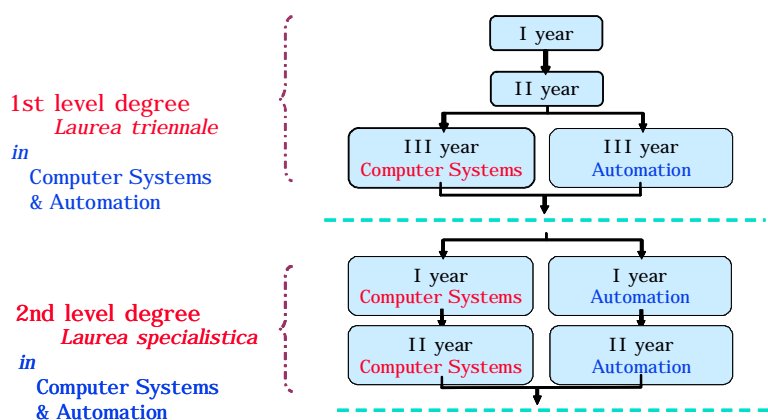 I year
II year
1st level degree
Laurea triennale
in
Computer Systems
& Automation
III year
Computer Systems
III year
Automation
2nd level degree
Laurea specialistica
in
Computer Systems
& Automation
I year
Computer Systems
I year
Automation
II year
Computer Systems
II year
Automation